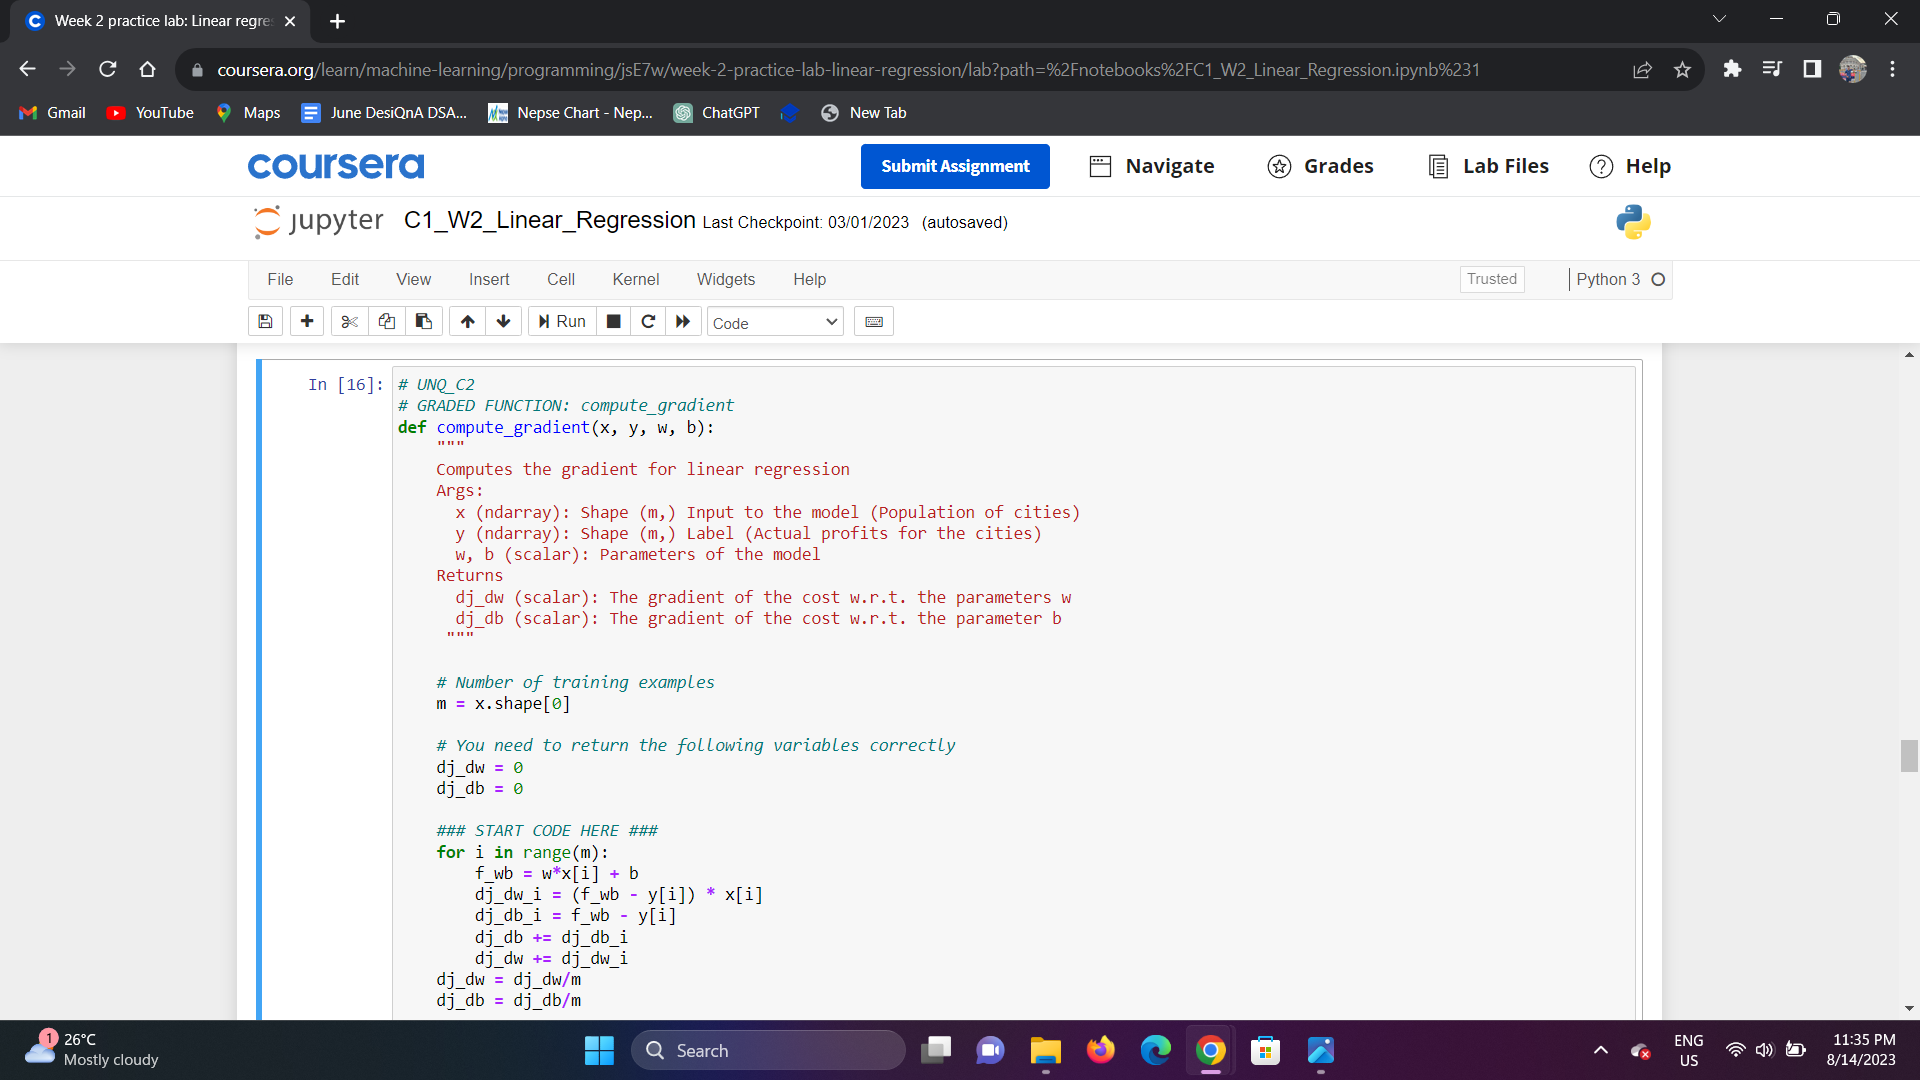 Week 2 practice lab: Linear regres
coursera.org/learn/machine-learning/programming/jsE7w/week-2-practice-lab-linear-regression/lab?path=%2Fnotebooks%2FC1_W2_Linear_Regression.ipynb%231
Gmail YouTube Maps June DesiQnA DSA... Nepse Chart - Nep... ChatGPT New Tab
coursera Submit Assignment Navigate Grades Lab Files Help
jupyter C1_W2_Linear_Regression Last Checkpoint: 03/01/2023 (autosaved)
File Edit View Insert Cell Kernel Widgets Help Trusted Python 3
Run Code
In [16]: # UNQ_C2
# GRADED FUNCTION: compute_gradient
def compute_gradient(x, y, w, b):
"""
Computes the gradient for linear regression
Args:
x (ndarray): Shape (m,) Input to the model (Population of cities)
y (ndarray): Shape (m,) Label (Actual profits for the cities)
w, b (scalar): Parameters of the model
Returns
dj_dw (scalar): The gradient of the cost w.r.t. the parameters w
dj_db (scalar): The gradient of the cost w.r.t. the parameter b
"""
# Number of training examples
m = x.shape[0]
# You need to return the following variables correctly
dj_dw = 0
dj_db = 0
### START CODE HERE ###
for i in range(m):
f_wb = w*x[i] + b
dj_dw_i = (f_wb - y[i]) * x[i]
dj_db_i = f_wb - y[i]
dj_db += dj_db_i
dj_dw += dj_dw_i
dj_dw = dj_dw/m
dj_db = dj_db/m
1 26°C
Mostly cloudy
Search
ENG
US
11:35 PM
8/14/2023